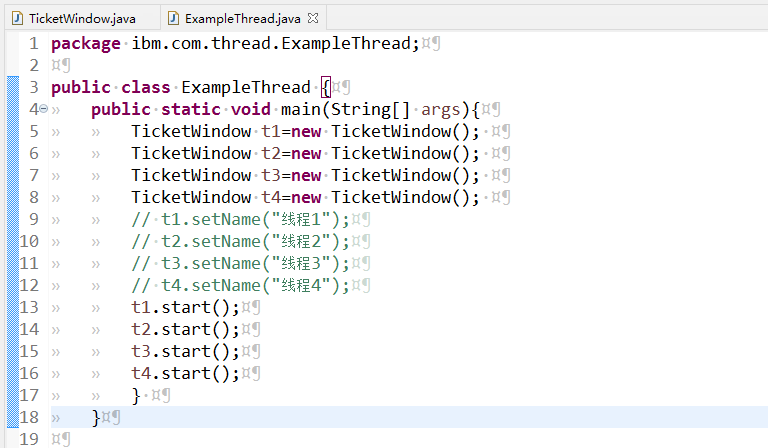 TicketWindow.java ExampleThread.java
1 package ibm.com.thread.ExampleThread;
2
3 public class ExampleThread {
4 public static void main(String[] args){
5 TicketWindow t1=new TicketWindow();
6 TicketWindow t2=new TicketWindow();
7 TicketWindow t3=new TicketWindow();
8 TicketWindow t4=new TicketWindow();
9 // t1.setName("线程1");
10 // t2.setName("线程2");
11 // t3.setName("线程3");
12 // t4.setName("线程4");
13 t1.start();
14 t2.start();
15 t3.start();
16 t4.start();
17 }
18 }
19